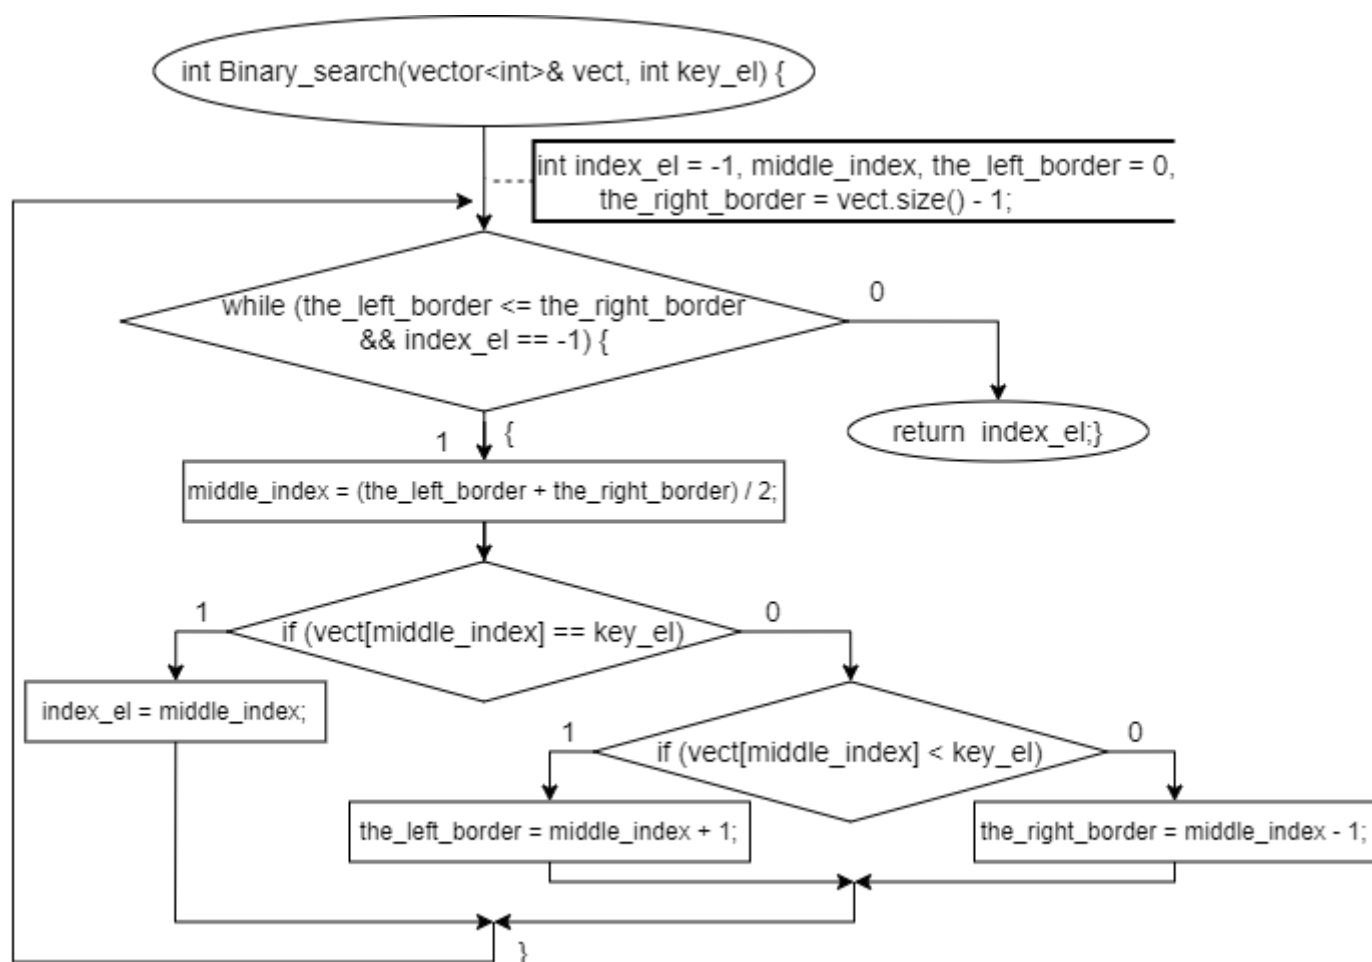 int Binary_search(vector<int>& vect, int key_el) {
int index_el = -1, middle_index, the_left_border = 0,
the_right_border = vect.size() - 1;
while (the_left_border <= the_right_border
&& index_el == -1) {
0
return  index_el;}
1
{
middle_index = (the_left_border + the_right_border) / 2;
if (vect[middle_index] == key_el)
1
0
index_el = middle_index;
if (vect[middle_index] < key_el)
1
0
the_left_border = middle_index + 1;
the_right_border = middle_index - 1;
}